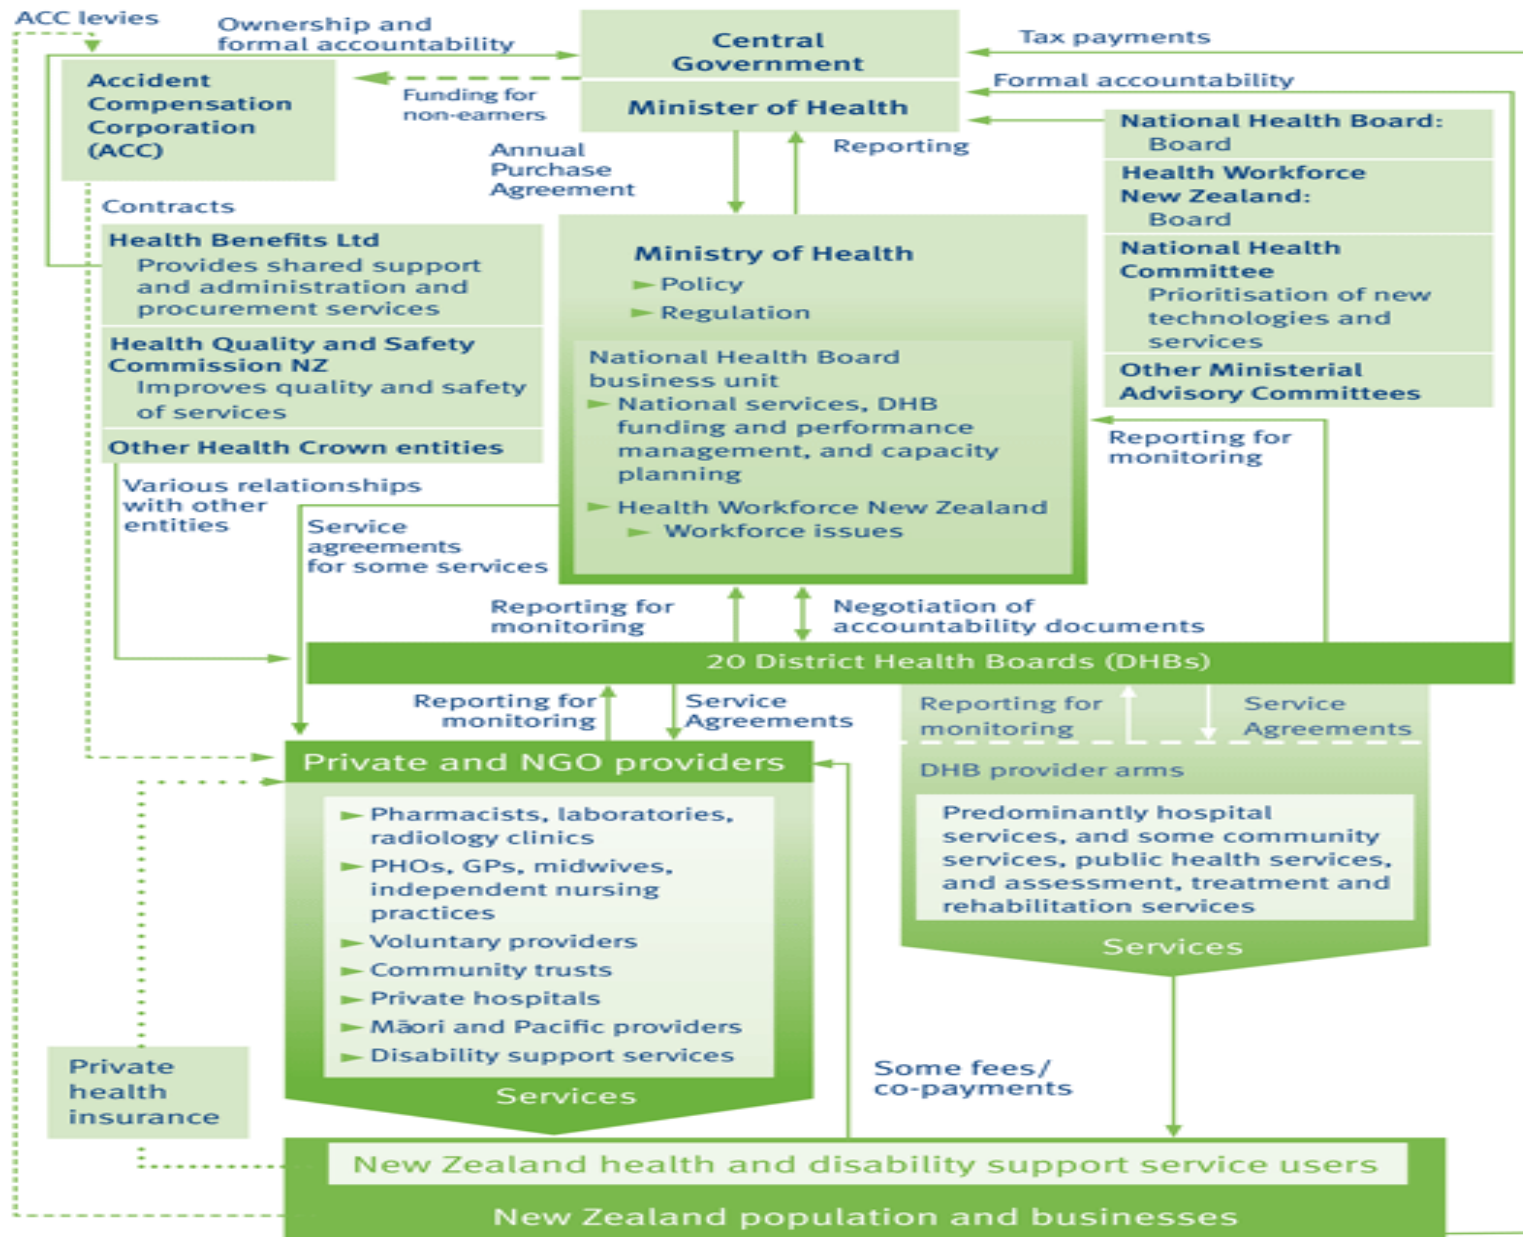 ACC levies
Ownership and
formal accountability
Central
Government
Tax payments
Accident
Compensation
Corporation
(ACC)
Funding for
non-earners
Minister of Health
Formal accountability
Annual
Purchase
Agreement
Reporting
National Health Board:
Board
Health Workforce
New Zealand:
Board
National Health
Committee
Prioritisation of new
technologies and
services
Other Ministerial
Advisory Committees
Contracts
Health Benefits Ltd
Provides shared support
and administration and
procurement services
Health Quality and Safety
Commission NZ
Improves quality and safety
of services
Other Health Crown entities
Ministry of Health
► Policy
► Regulation
National Health Board
business unit
► National services, DHB
funding and performance
management, and capacity
planning
► Health Workforce New Zealand
► Workforce issues
Reporting for
monitoring
Various relationships
with other
entities
Service
agreements
for some services
Reporting for
monitoring
Negotiation of
accountability documents
20 District Health Boards (DHBs)
Reporting for
monitoring
Service
Agreements
Reporting for
monitoring
Service
Agreements
Private and NGO providers
► Pharmacists, laboratories,
radiology clinics
► PHOs, GPs, midwives,
independent nursing
practices
► Voluntary providers
► Community trusts
► Private hospitals
► Māori and Pacific providers
► Disability support services
Services
DHB provider arms
Predominantly hospital
services, and some community
services, public health services,
and assessment, treatment and
rehabilitation services
Services
Private
health
insurance
Some fees/
co-payments
New Zealand health and disability support service users
New Zealand population and businesses